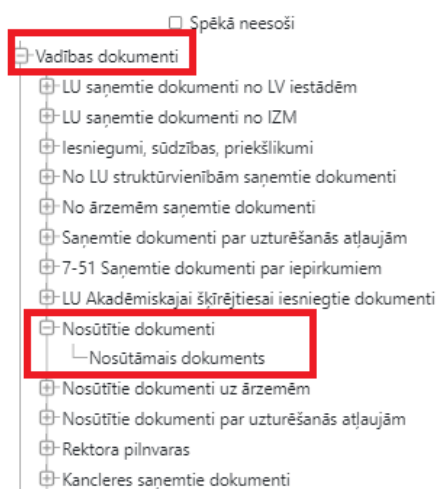 Spēkā neesoši
Vadības dokumenti
LU saņemtie dokumenti no LV iestādēm
LU saņemtie dokumenti no IZM
Iesniegumi, sūdzības, priekšlikumi
No LU struktūrvienībām saņemtie dokumenti
No ārzemēm saņemtie dokumenti
Saņemtie dokumenti par uzturēšanās atļaujām
7-51 Saņemtie dokumenti par iepirkumiem
LU Akadēmiskajai šķīrējtiesai iesniegtie dokumenti
Nosūtītie dokumenti
Nosūtāmais dokuments
Nosūtītie dokumenti uz ārzemēm
Nosūtītie dokumenti par uzturēšanās atļaujām
Rektora pilnvaras
Kancleres saņemtie dokumenti